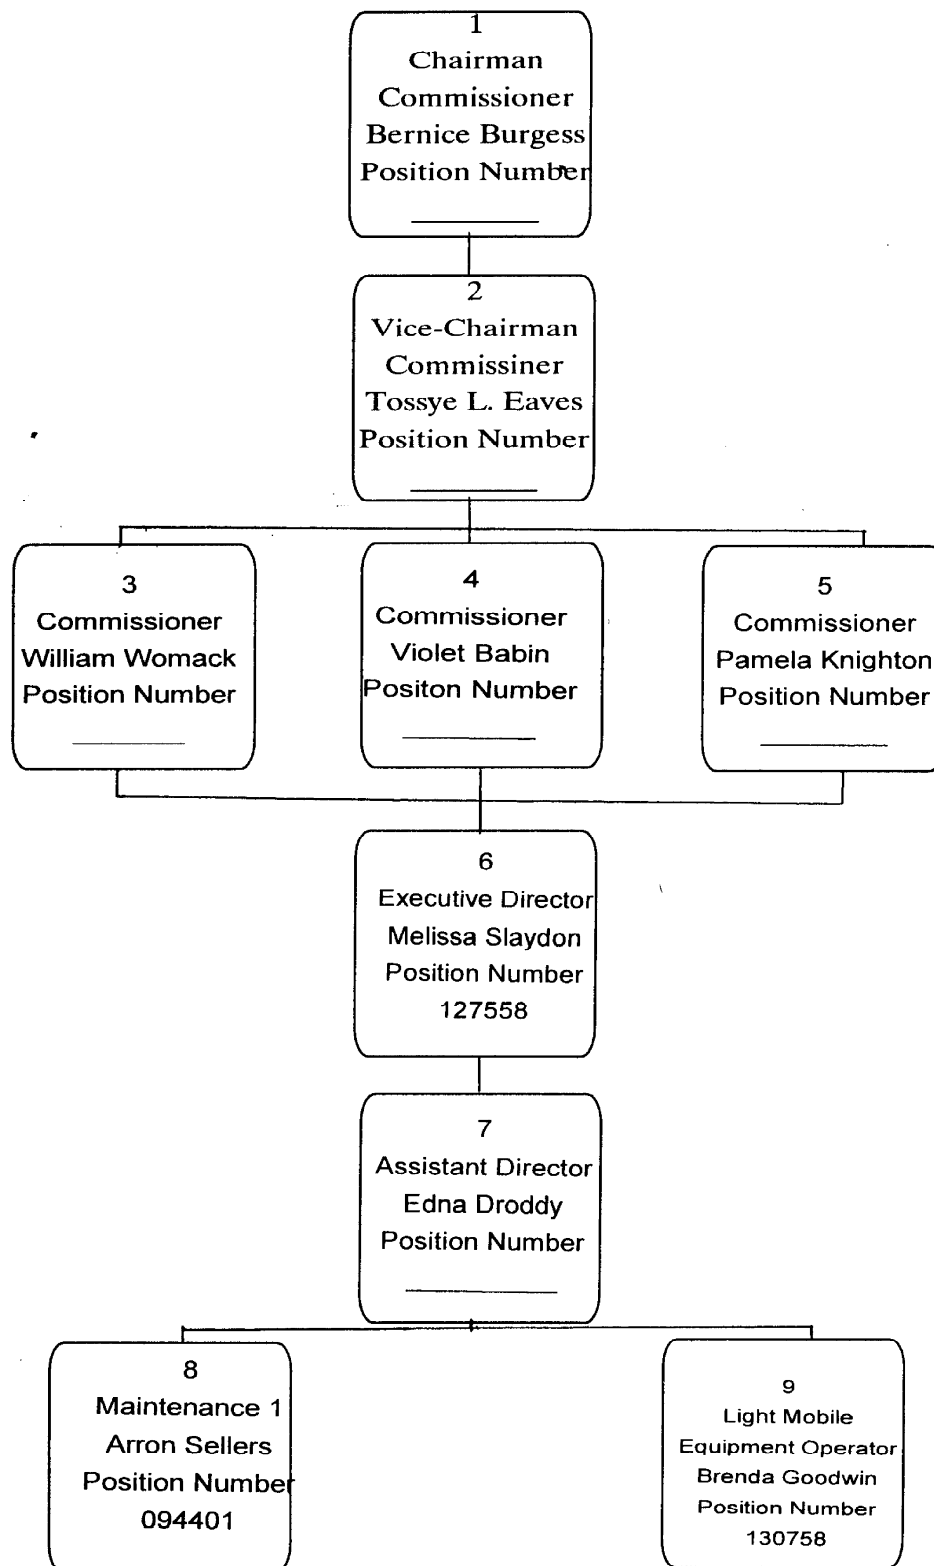 1
Chairman
Commissioner
Bernice Burgess
Position Number
2
Vice-Chairman
Commissiner
Tossye L. Eaves
Position Number
3
Commissioner
William Womack
Position Number
4
Commissioner
Violet Babin
Positon Number
5
Commissioner
Pamela Knighton
Position Number
6
Executive Director
Melissa Slaydon
Position Number
127558
7
Assistant Director
Edna Droddy
Position Number
8
Maintenance 1
Arron Sellers
Position Number
094401
9
Light Mobile
Equipment Operator
Brenda Goodwin
Position Number
130758